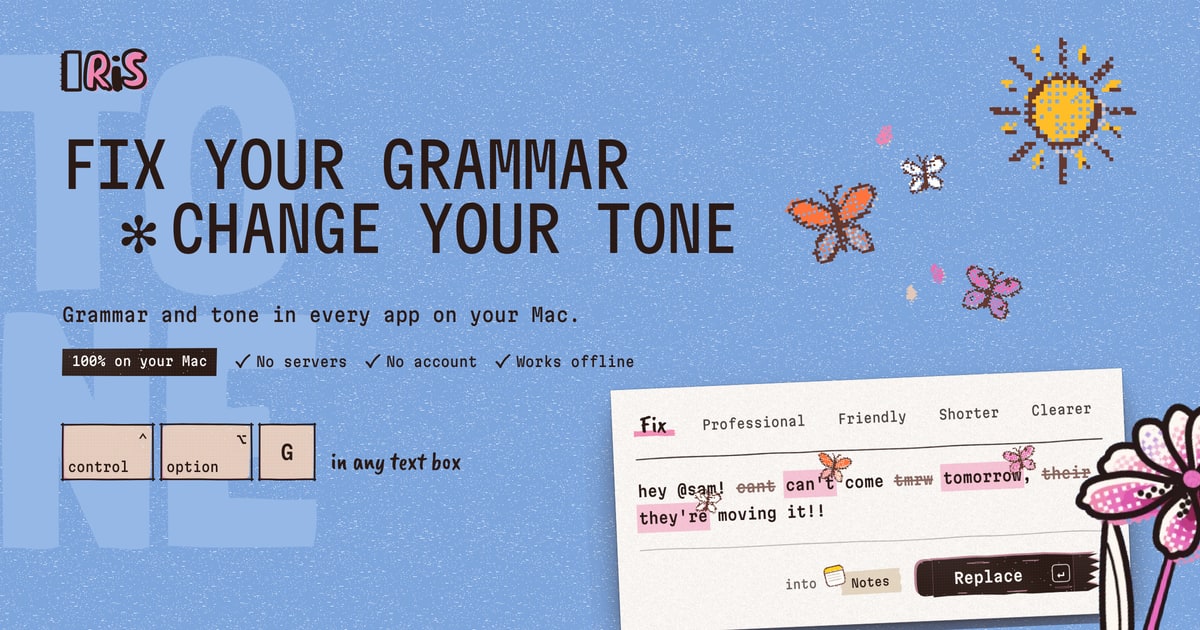 IRiS
TO
NE
FIX YOUR GRAMMAR
*CHANGE YOUR TONE
Grammar and tone in every app on your Mac.
100% on your Mac ✓ No servers ✓ No account ✓ Works offline
^ ⌥
control option G in any text box
Fix Professional Friendly Shorter Clearer
hey @sam! cant can't come tmrw tomorrow, their
they're moving it!!
into Notes Replace ↵